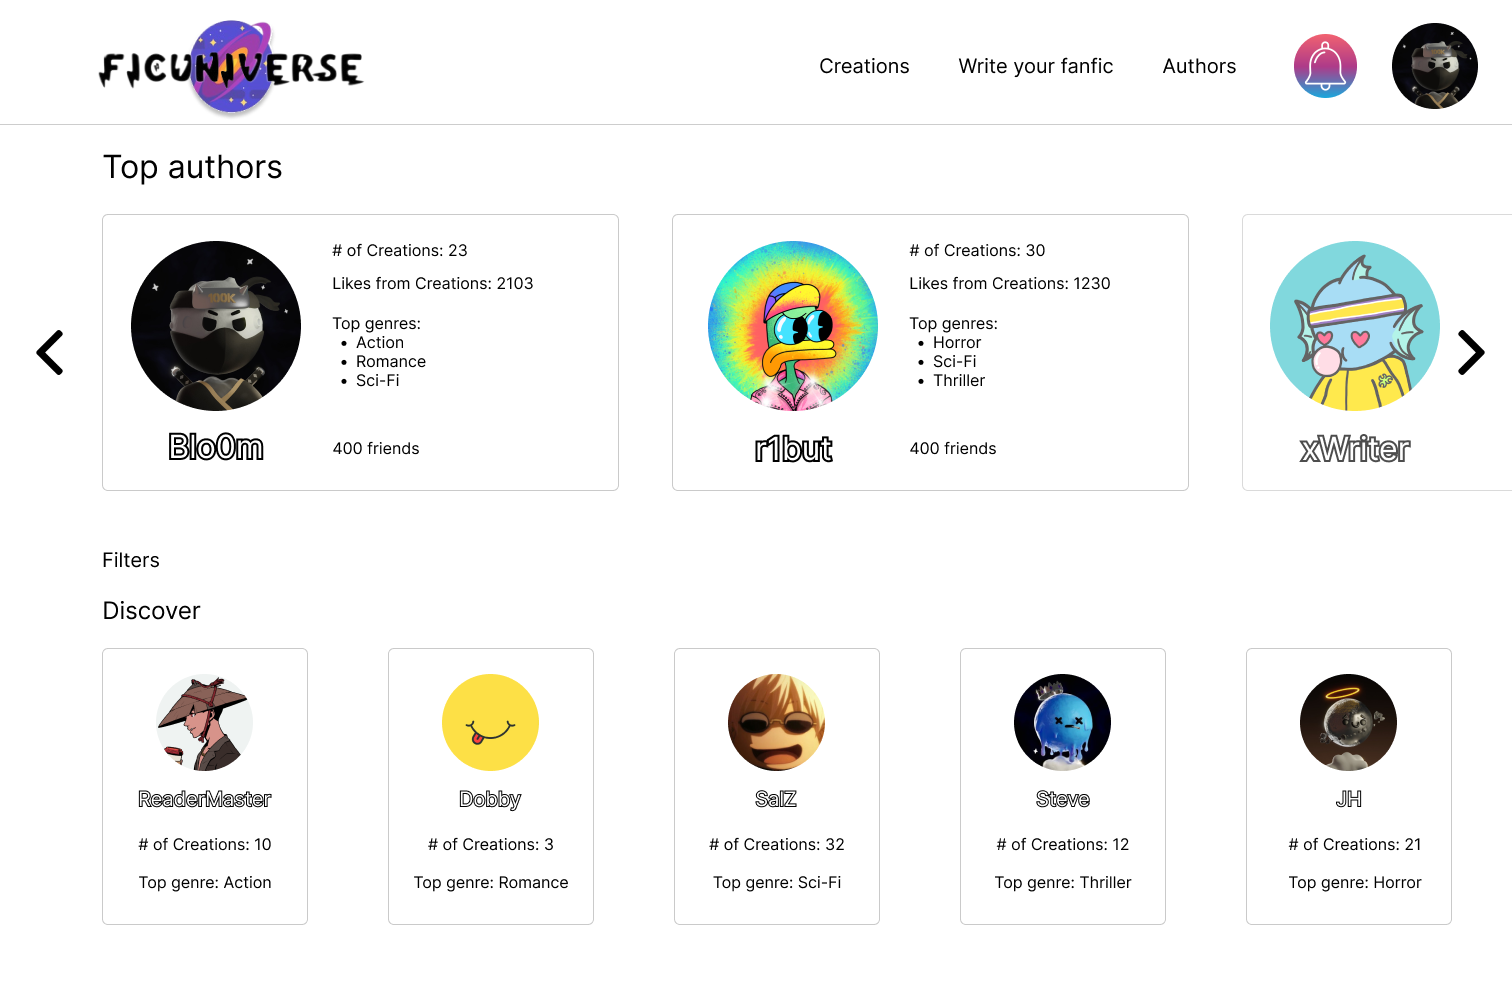 FICUNIVERSE
Creations
Write your fanfic
Authors
Top authors
100K
Blo0m
# of Creations: 23
Likes from Creations: 2103
Top genres:
• Action
• Romance
• Sci-Fi
400 friends
r1but
# of Creations: 30
Likes from Creations: 1230
Top genres:
• Horror
• Sci-Fi
• Thriller
400 friends
xWriter
Filters
Discover
ReaderMaster
# of Creations: 10
Top genre: Action
Dobby
# of Creations: 3
Top genre: Romance
SalZ
# of Creations: 32
Top genre: Sci-Fi
Steve
# of Creations: 12
Top genre: Thriller
JH
# of Creations: 21
Top genre: Horror